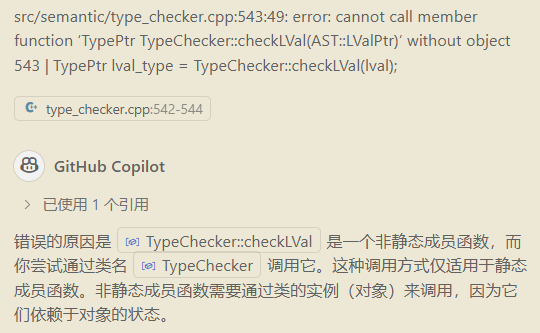 src/semantic/type_checker.cpp:543:49: error: cannot call member
function ‘TypePtr TypeChecker::checkLVal(AST::LValPtr)’ without object
543 | TypePtr lval_type = TypeChecker::checkLVal(lval);
type_checker.cpp:542-544
GitHub Copilot
已使用 1 个引用
错误的原因是 TypeChecker::checkLVal 是一个非静态成员函数，而
你尝试通过类名 TypeChecker 调用它。这种调用方式仅适用于静态
成员函数。非静态成员函数需要通过类的实例（对象）来调用，因为它
们依赖于对象的状态。